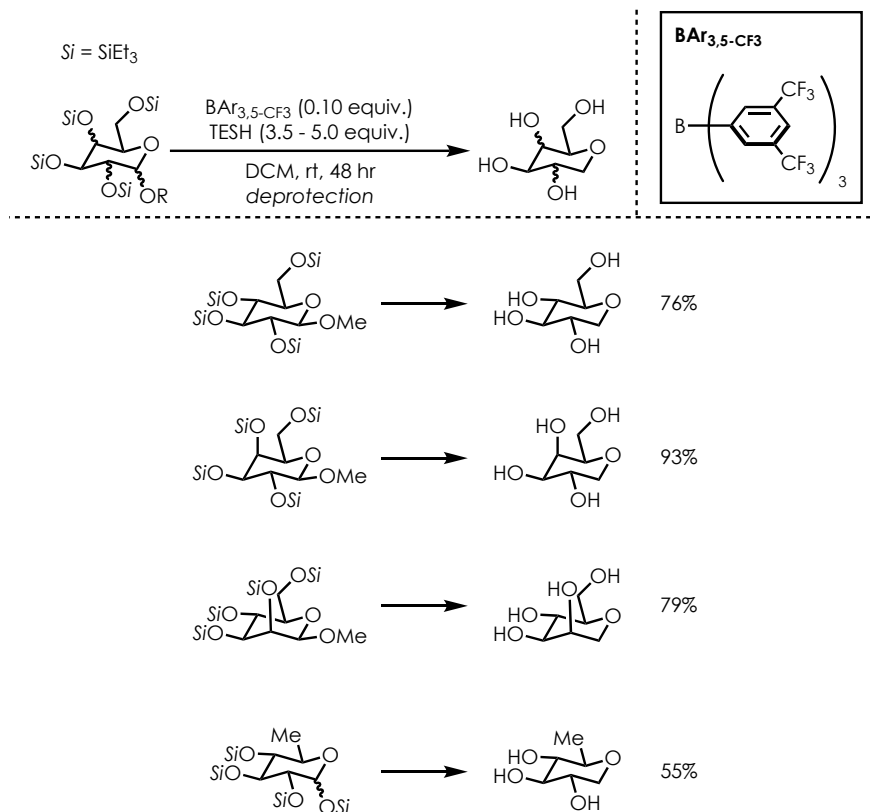 Si = SiEt3
BAr3,5-CF3
OSi
SiO
SiO
SiO
O
OR
BAr3,5-CF3 (0.10 equiv.)
TESH (3.5 - 5.0 equiv.)
DCM, rt, 48 hr
deprotection
OH
HO
HO
O
OH
B
CF3
CF3
3
OSi
SiO
SiO
O
OMe
OSi
OH
HO
HO
O
OH
76%
OSi
SiO
SiO
O
OMe
OSi
OH
HO
HO
O
OH
93%
OSi
SiO
SiO
SiO
O
OMe
HO
OH
HO
HO
O
79%
Me
SiO
SiO
O
OSi
OSi
Me
HO
HO
O
OH
55%